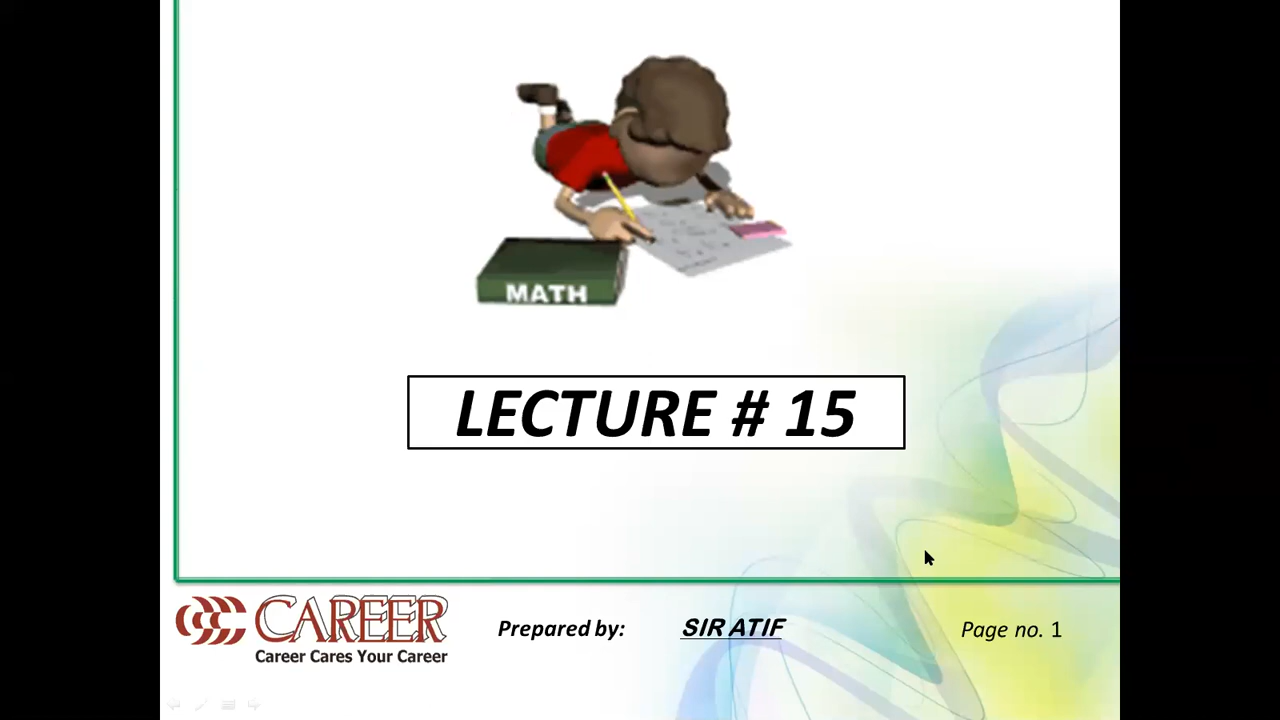 MATH
LECTURE # 15
CAREER
Career Cares Your Career
Prepared by: SIR ATIF Page no. 1